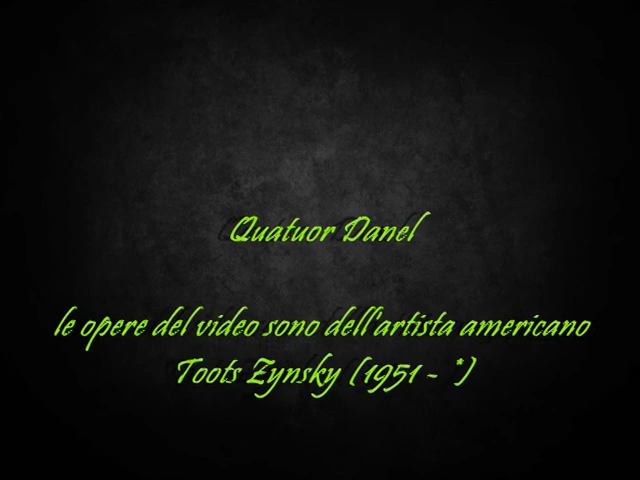 Quatuor Danel
le opere del video sono dell'artista americano
Toots Zynsky (1951 - *)